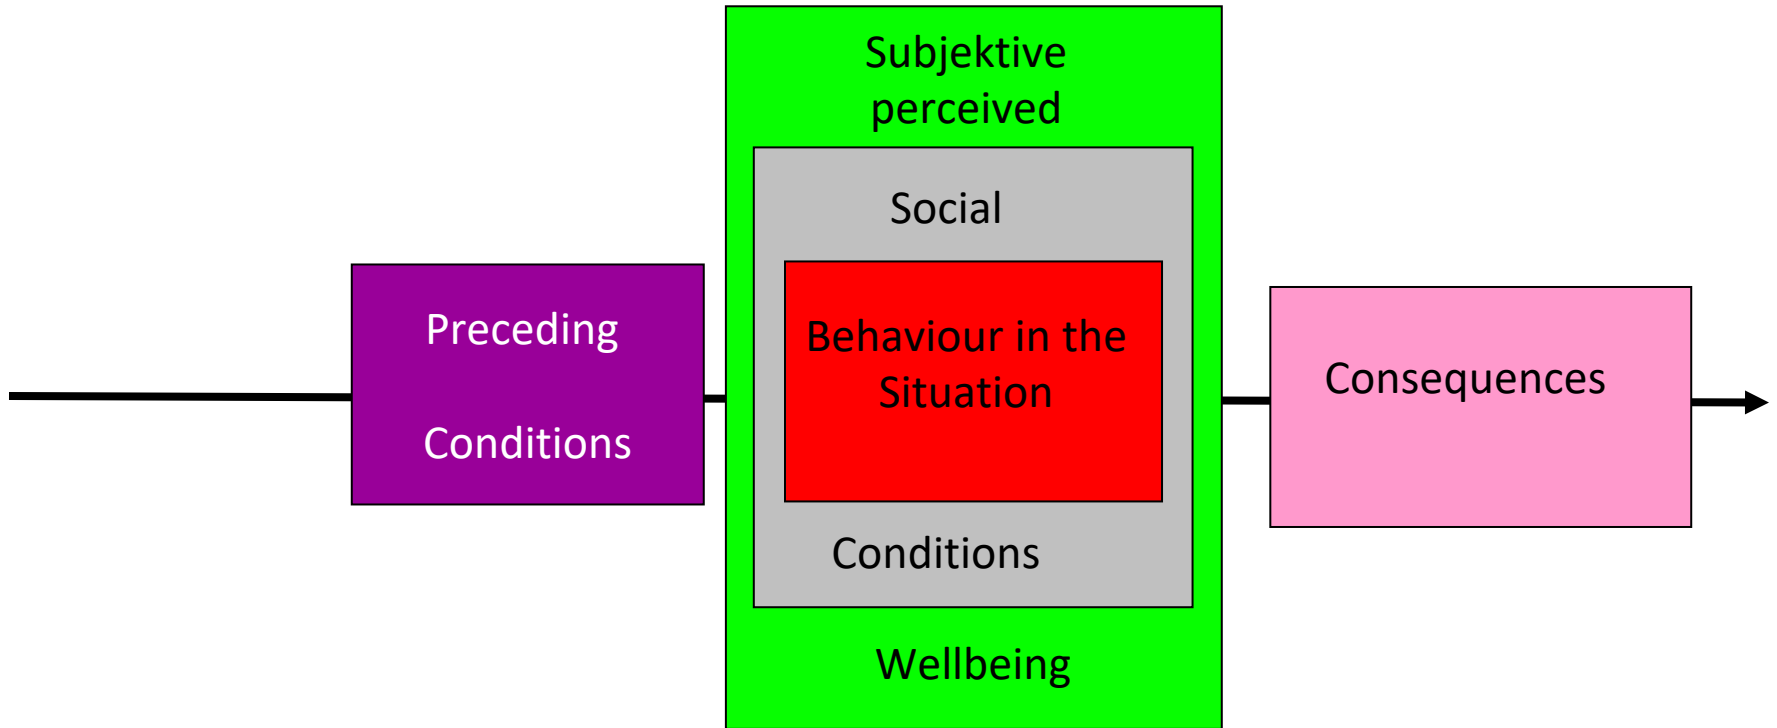 Subjektive
perceived
Social
Preceding
Conditions
Behaviour in the
Situation
Consequences
Conditions
Wellbeing